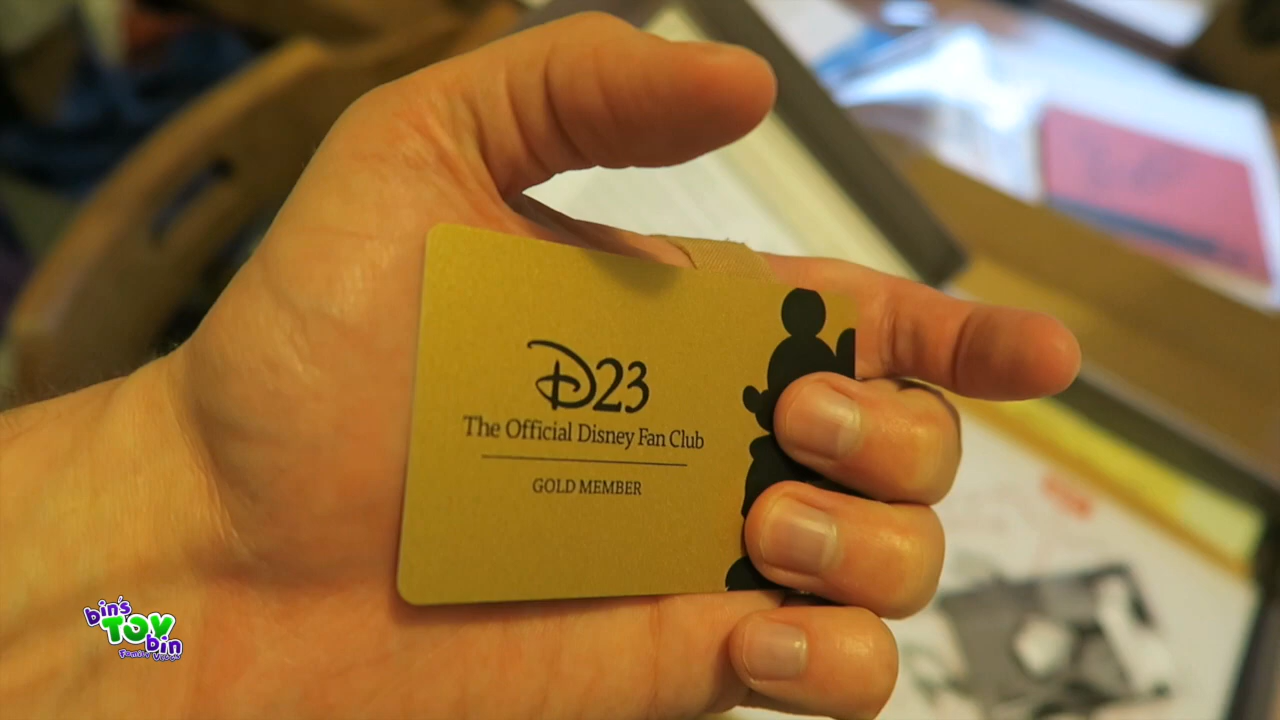 D23
The Official Disney Fan Club
GOLD MEMBER
bin's
TOY
bin